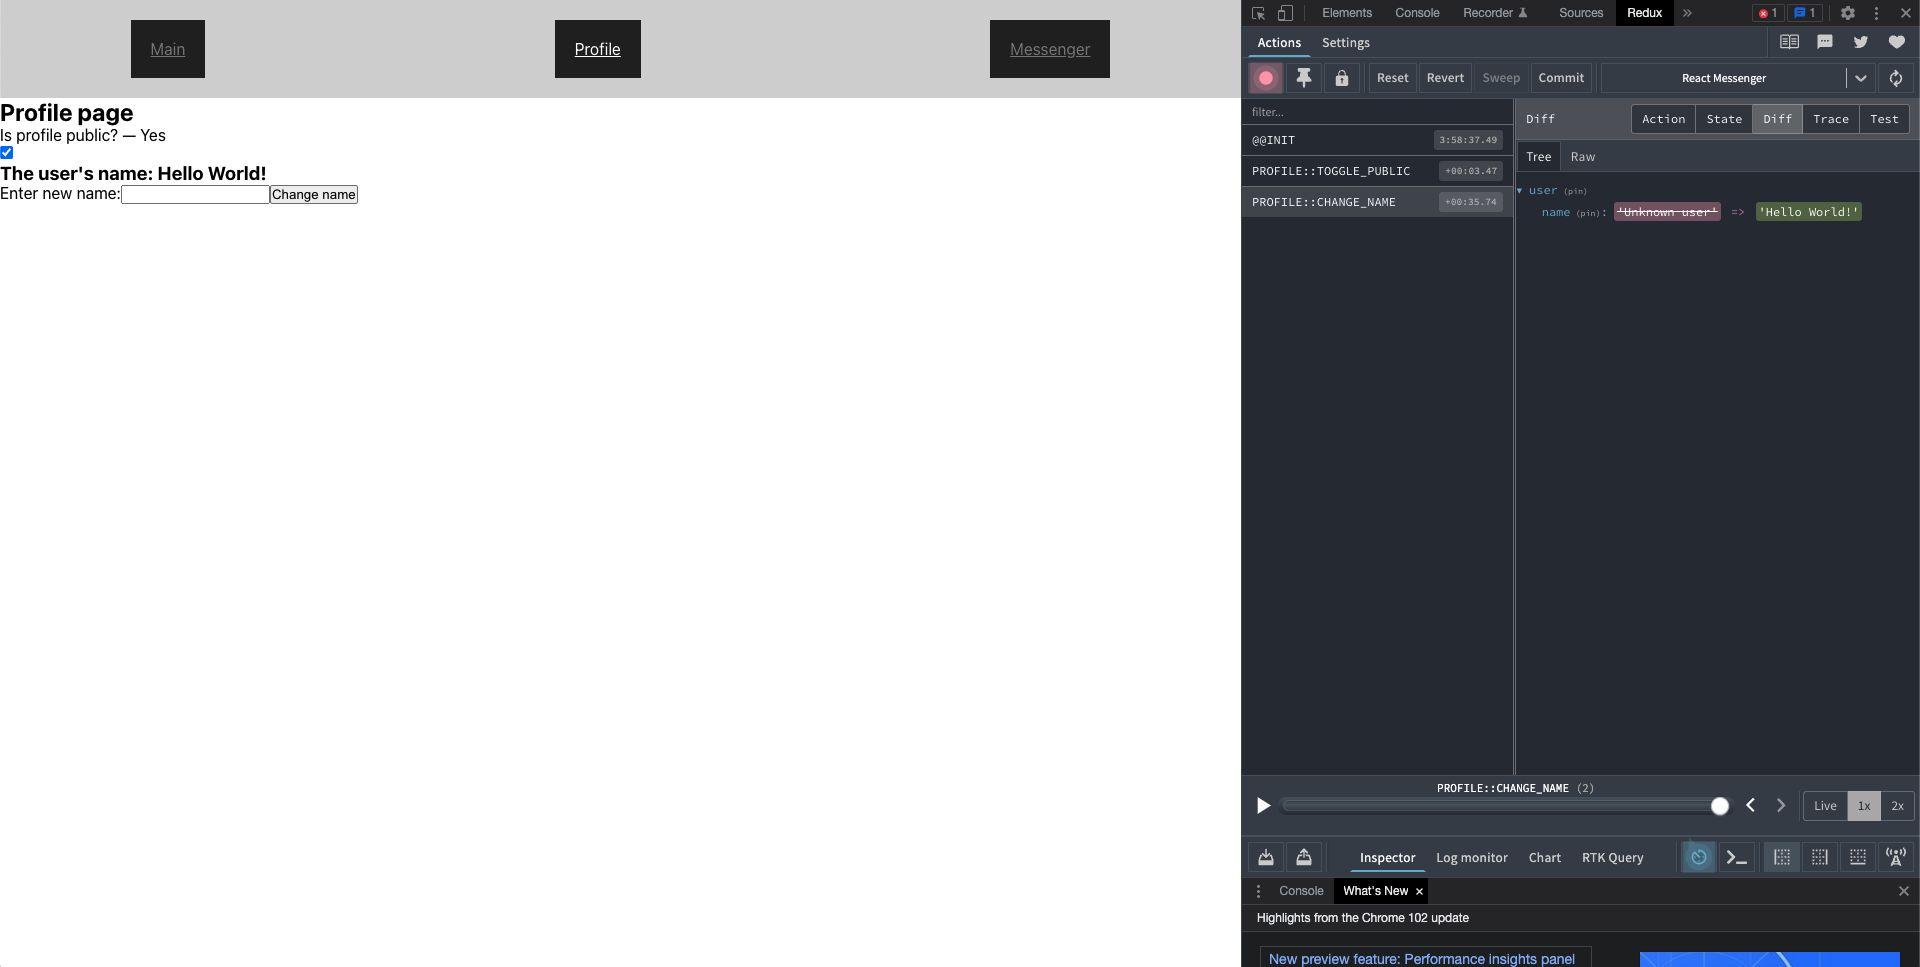 Main
Profile
Messenger
Profile page
Is profile public? — Yes
The user's name: Hello World!
Enter new name:
Change name
Elements
Console
Recorder
Sources
Redux
»
1
1
Actions
Settings
Reset
Revert
Sweep
Commit
React Messenger
filter...
@@INIT
3:58:37.49
PROFILE::TOGGLE_PUBLIC
+00:03.47
PROFILE::CHANGE_NAME
+00:35.74
Diff
Action
State
Diff
Trace
Test
Tree
Raw
user (pin)
name (pin): 'Unknown user' => 'Hello World!'
PROFILE::CHANGE_NAME (2)
Live
1x
2x
Inspector
Log monitor
Chart
RTK Query
Console
What's New ×
Highlights from the Chrome 102 update
New preview feature: Performance insights panel